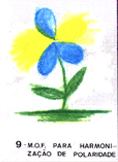 9-M.O.F. PARA HARMONI-
ZAÇÃO DE POLARIDADE